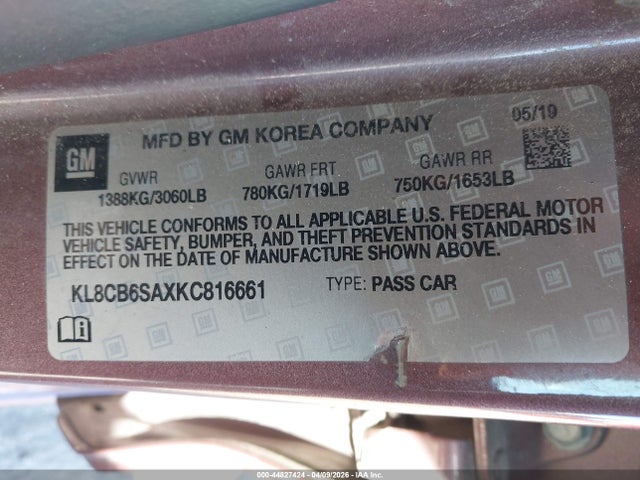 05/19
GM
MFD BY GM KOREA COMPANY
GVWR GAWR FRT GAWR RR
1388KG/3060LB 780KG/1719LB 750KG/1653LB
THIS VEHICLE CONFORMS TO ALL APPLICABLE U.S. FEDERAL MOTOR
VEHICLE SAFETY, BUMPER, AND THEFT PREVENTION STANDARDS IN
EFFECT ON THE DATE OF MANUFACTURE SHOWN ABOVE.
KL8CB6SAXKC816661 TYPE: PASS CAR
000-44827424 - 04/09/2026 - IAAI.COM